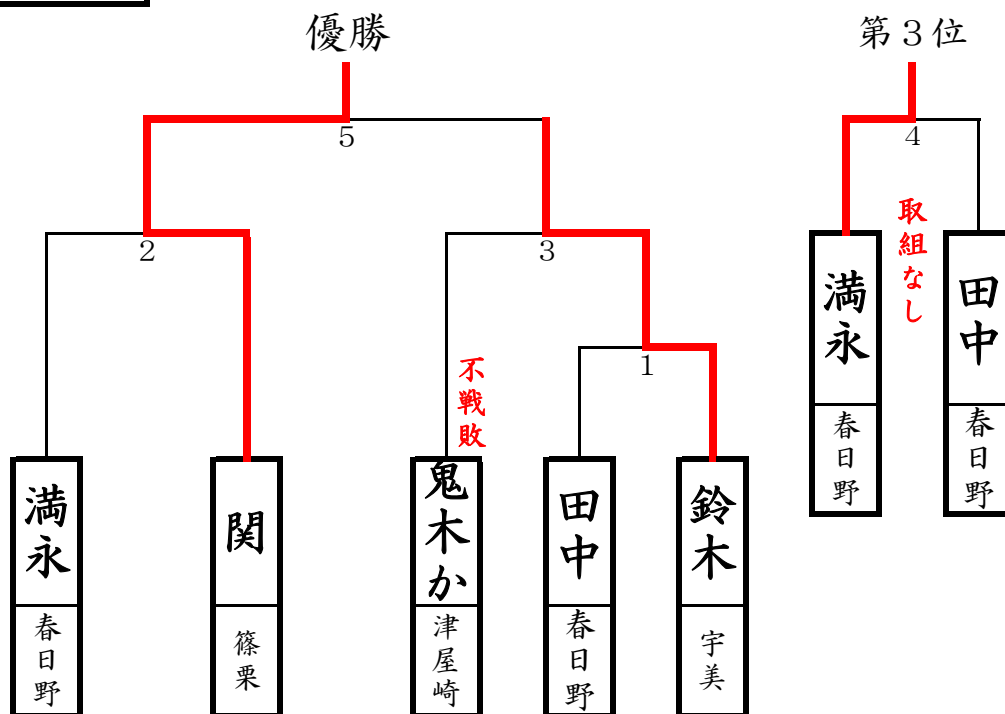 優勝
第３位
5
4
2
3
1
取組なし
不戦敗
満永
春日野
関
篠栗
鬼木か
津屋崎
田中
春日野
鈴木
宇美
満永
春日野
田中
春日野